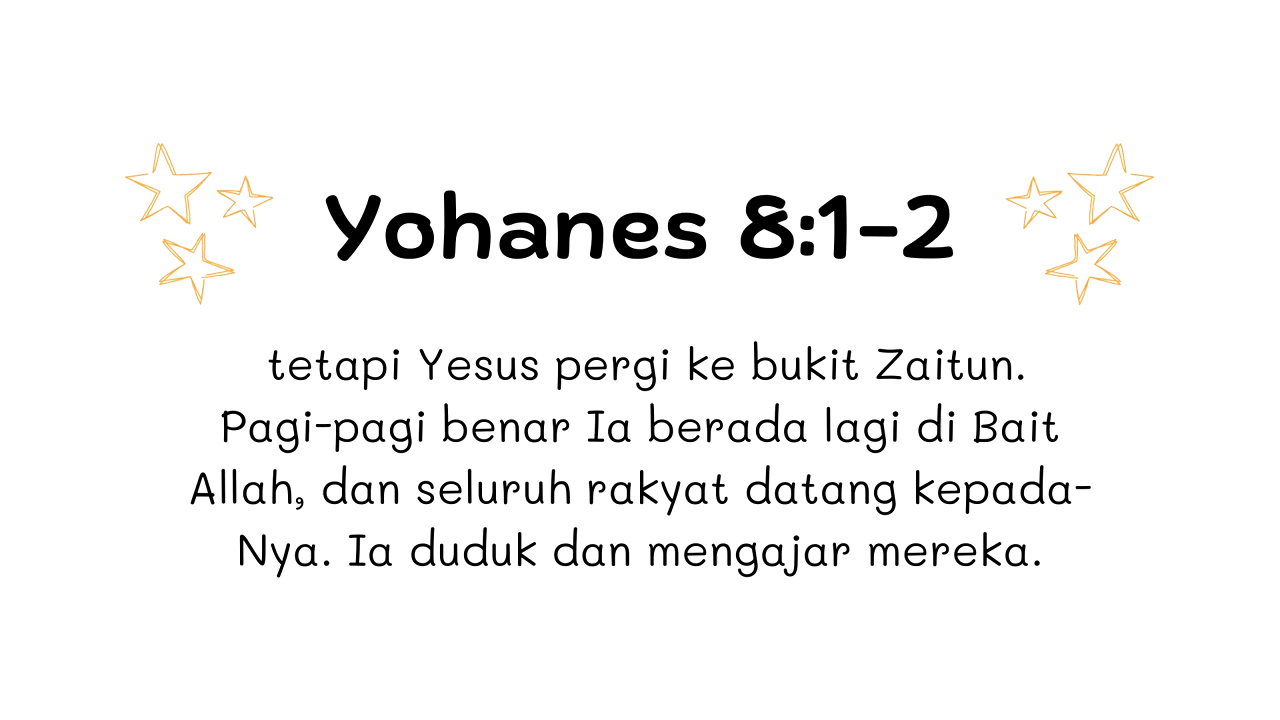 Yohanes 8:1-2
tetapi Yesus pergi ke bukit Zaitun.
Pagi-pagi benar Ia berada lagi di Bait
Allah, dan seluruh rakyat datang kepada-
Nya. Ia duduk dan mengajar mereka.